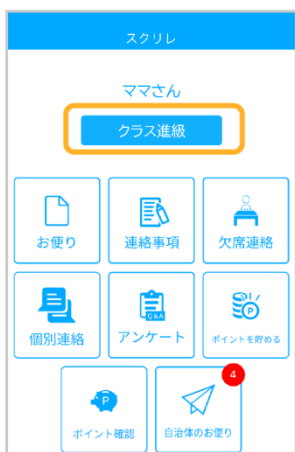 スクリレ
ママさん
クラス進級
お便り
連絡事項
欠席連絡
個別連絡
Q&A
アンケート
P
ポイントを貯める
P
ポイント確認
4
自治体のお便り